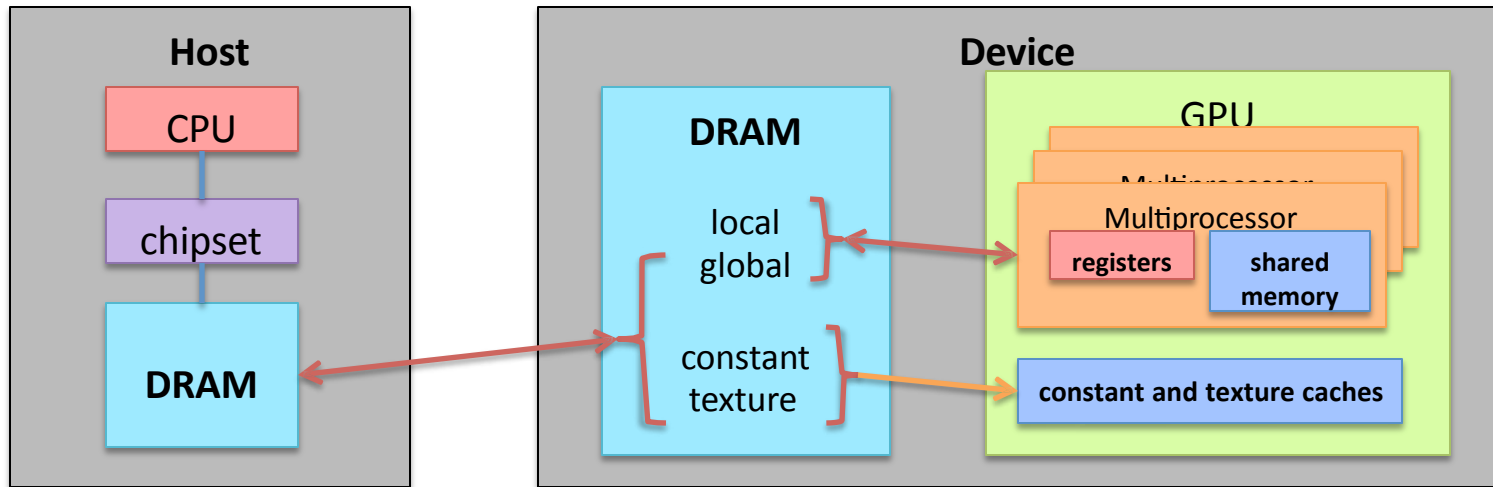 Host
CPU
chipset
DRAM
Device
DRAM
local
global
constant
texture
GPU
Multiprocessor
Multiprocessor
registers
shared
memory
constant and texture caches